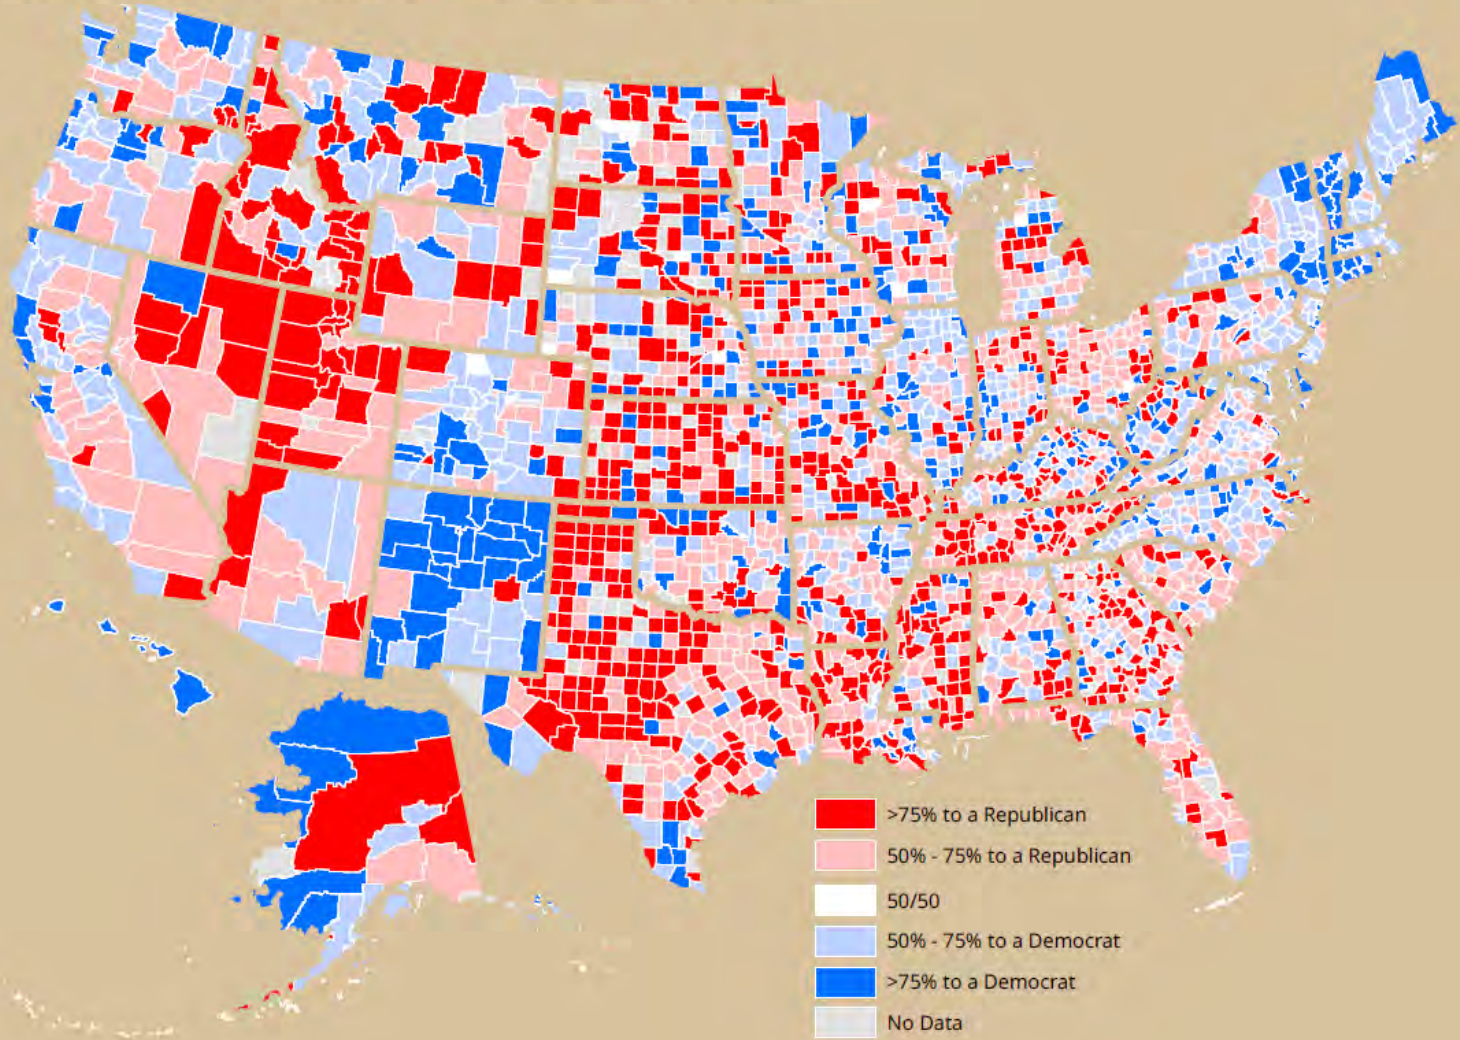 >75% to a Republican
50% - 75% to a Republican
50/50
50% - 75% to a Democrat
>75% to a Democrat
No Data